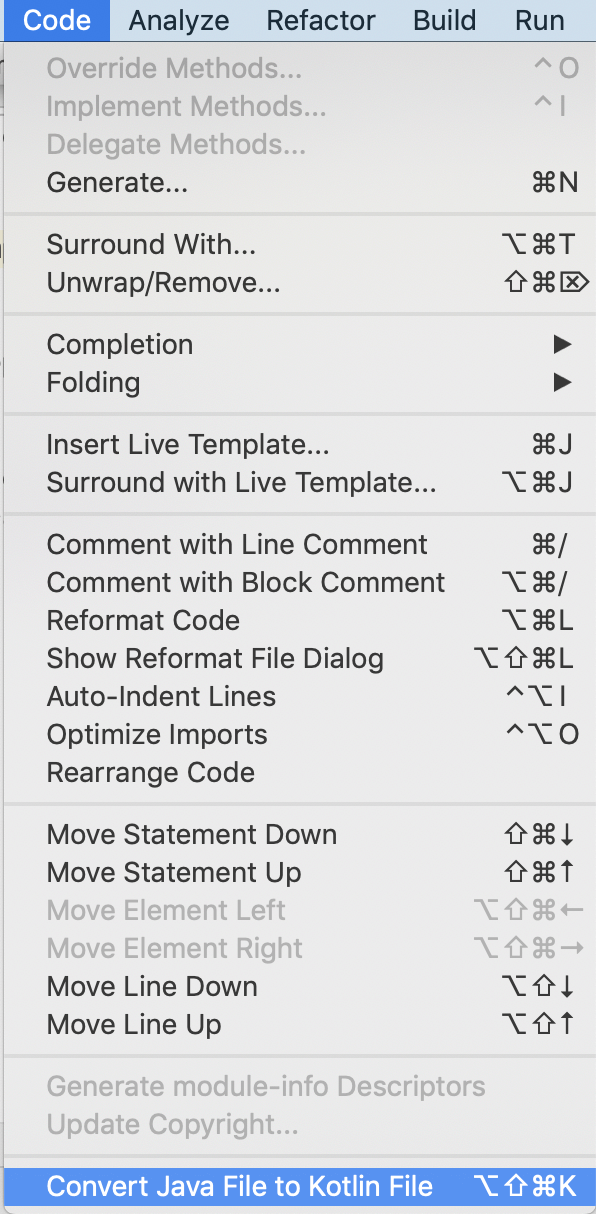 Code Analyze Refactor Build Run
Override Methods... ^O
Implement Methods... ^I
Delegate Methods...
Generate... ⌘N
Surround With... ⌥⌘T
Unwrap/Remove... ⇧⌘⌦
Completion ▶
Folding ▶
Insert Live Template... ⌘J
Surround with Live Template... ⌥⌘J
Comment with Line Comment ⌘/
Comment with Block Comment ⌥⌘/
Reformat Code ⌥⌘L
Show Reformat File Dialog ⌥⇧⌘L
Auto-Indent Lines ^⌥I
Optimize Imports ^⌥O
Rearrange Code
Move Statement Down ⇧⌘↓
Move Statement Up ⇧⌘↑
Move Element Left ⌥⇧⌘←
Move Element Right ⌥⇧⌘→
Move Line Down ⌥⇧↓
Move Line Up ⌥⇧↑
Generate module-info Descriptors
Update Copyright...
Convert Java File to Kotlin File ⌥⇧⌘K